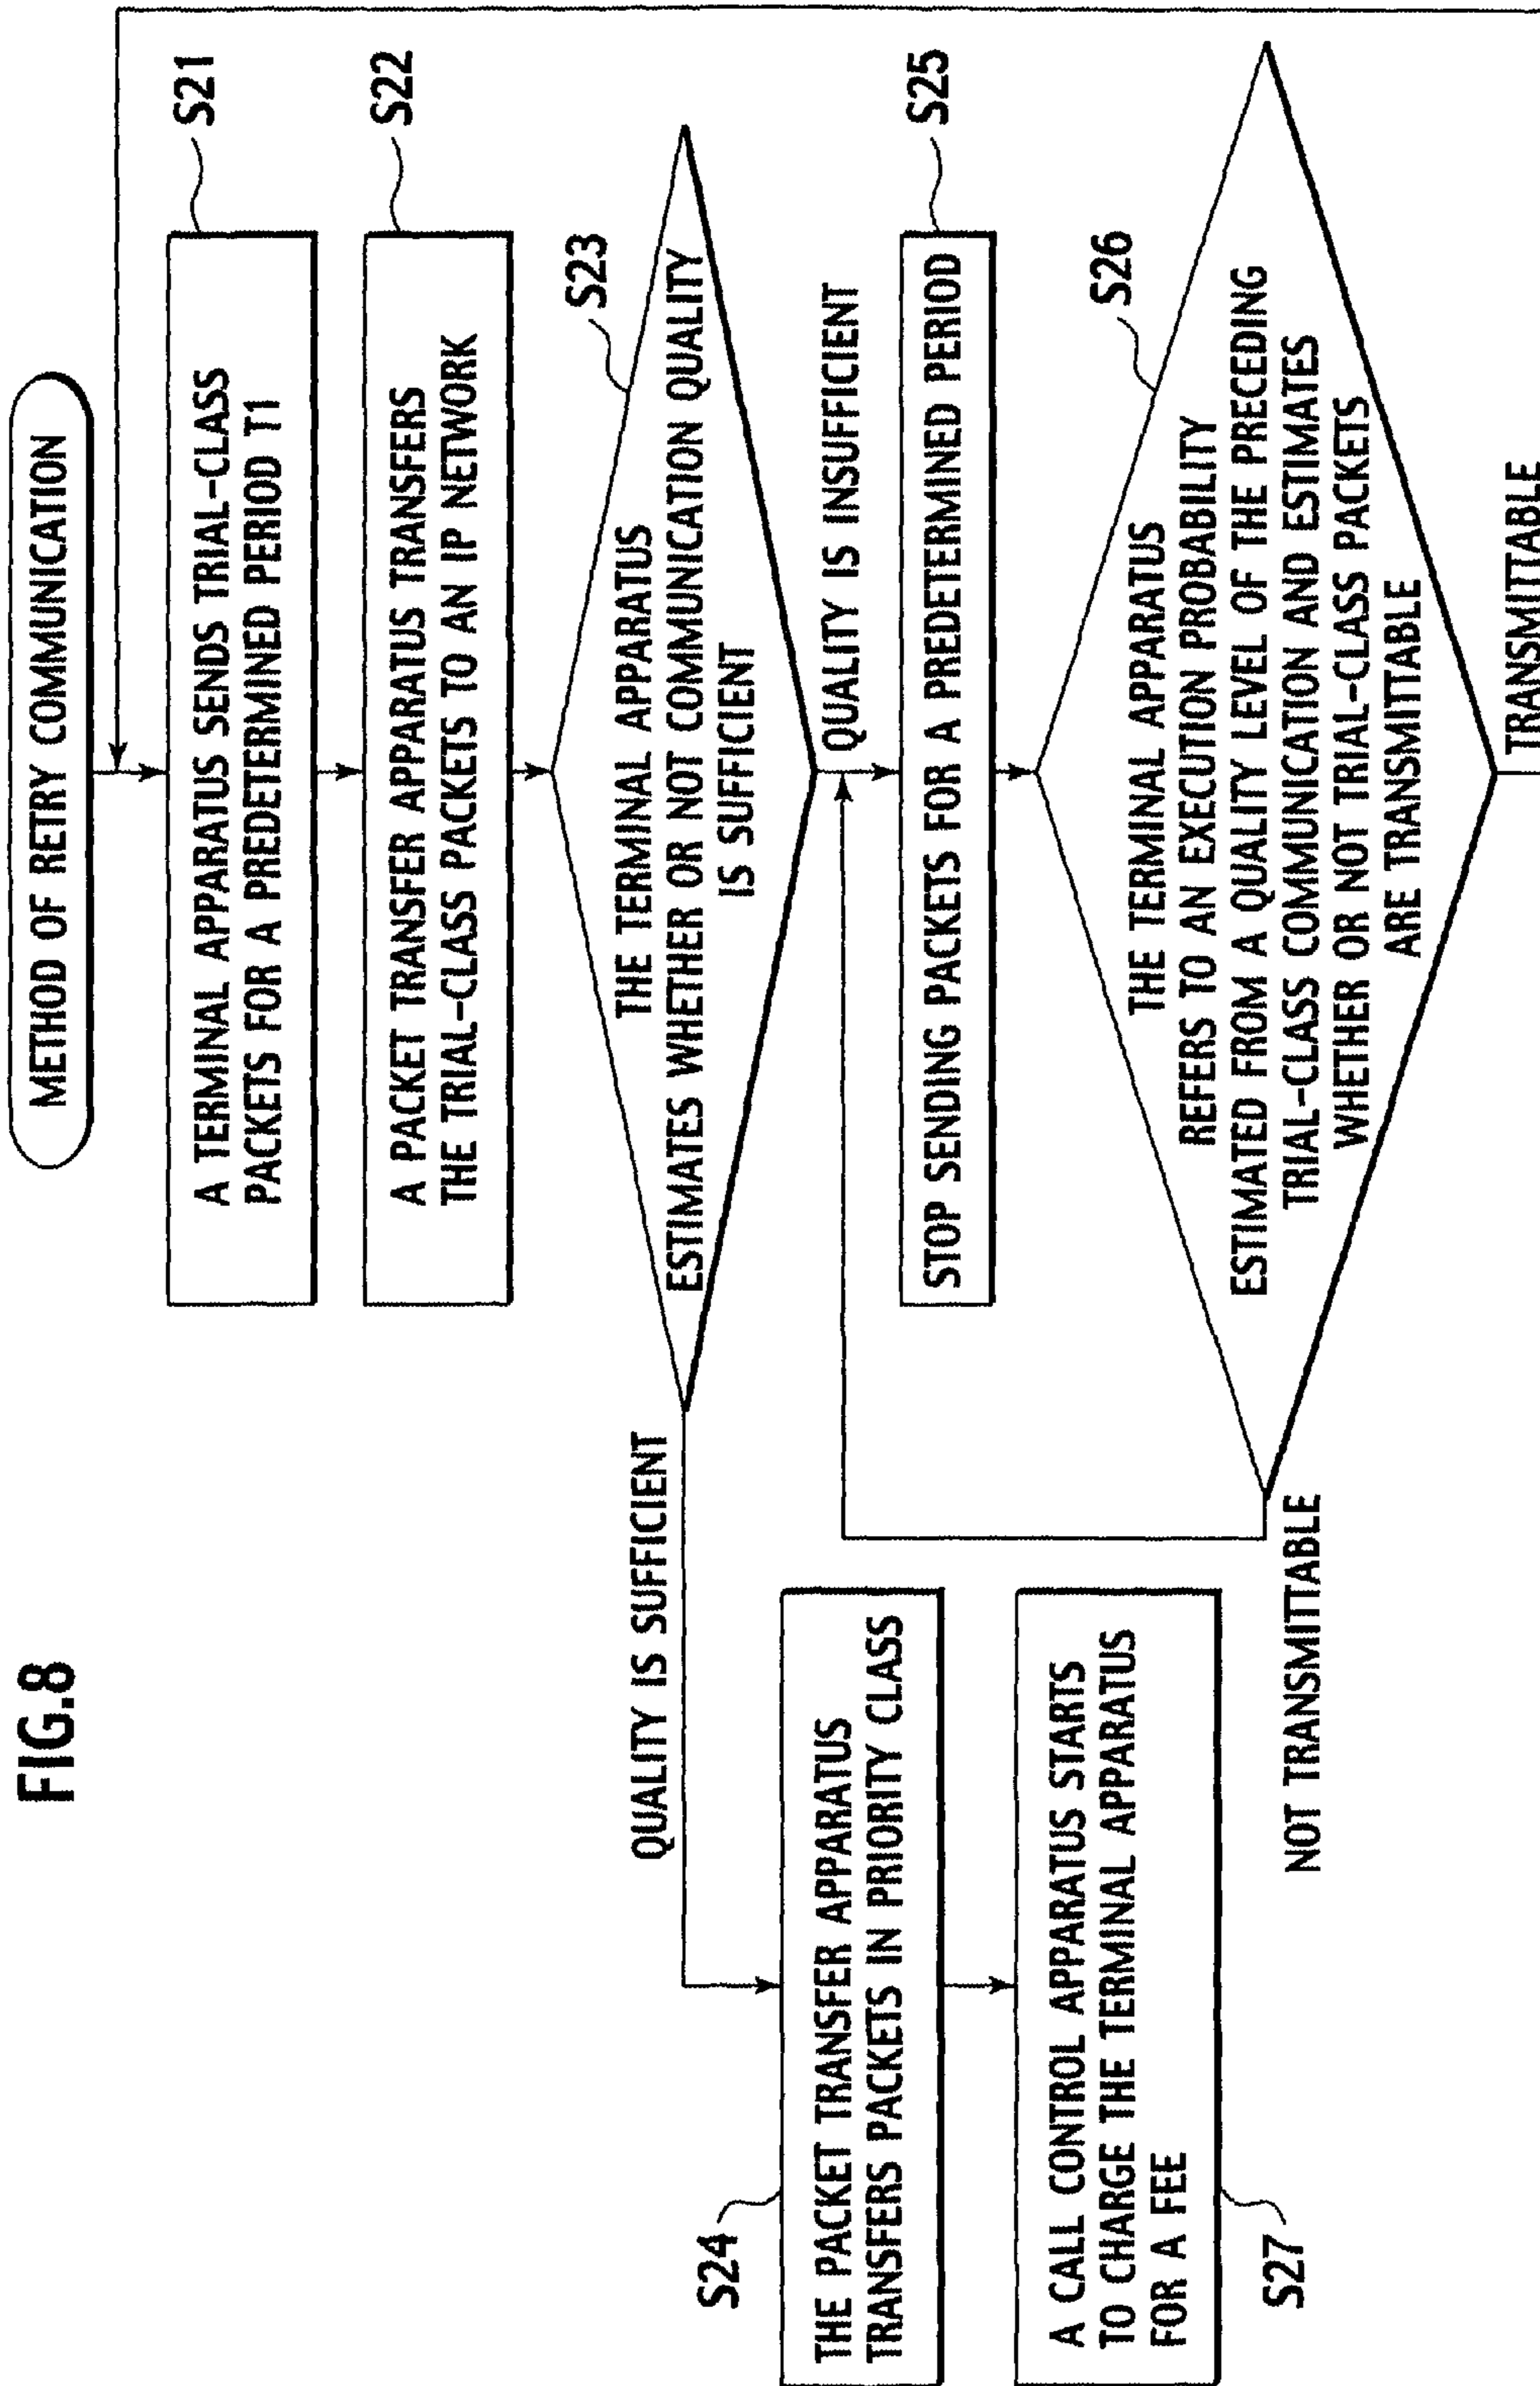 FIG.8
METHOD OF RETRY COMMUNICATION
S21
A TERMINAL APPARATUS SENDS TRIAL-CLASS
PACKETS FOR A PREDETERMINED PERIOD T1
S22
A PACKET TRANSFER APPARATUS TRANSFERS
THE TRIAL-CLASS PACKETS TO AN IP NETWORK
S23
THE TERMINAL APPARATUS
ESTIMATES WHETHER OR NOT COMMUNICATION QUALITY
IS SUFFICIENT
QUALITY IS SUFFICIENT
QUALITY IS INSUFFICIENT
S24
THE PACKET TRANSFER APPARATUS
TRANSFERS PACKETS IN PRIORITY CLASS
S25
STOP SENDING PACKETS FOR A PREDETERMINED PERIOD
S27
A CALL CONTROL APPARATUS STARTS
TO CHARGE THE TERMINAL APPARATUS
FOR A FEE
S26
THE TERMINAL APPARATUS
REFERS TO AN EXECUTION PROBABILITY
ESTIMATED FROM A QUALITY LEVEL OF THE PRECEDING
TRIAL-CLASS COMMUNICATION AND ESTIMATES
WHETHER OR NOT TRIAL-CLASS PACKETS
ARE TRANSMITTABLE
NOT TRANSMITTABLE
TRANSMITTABLE